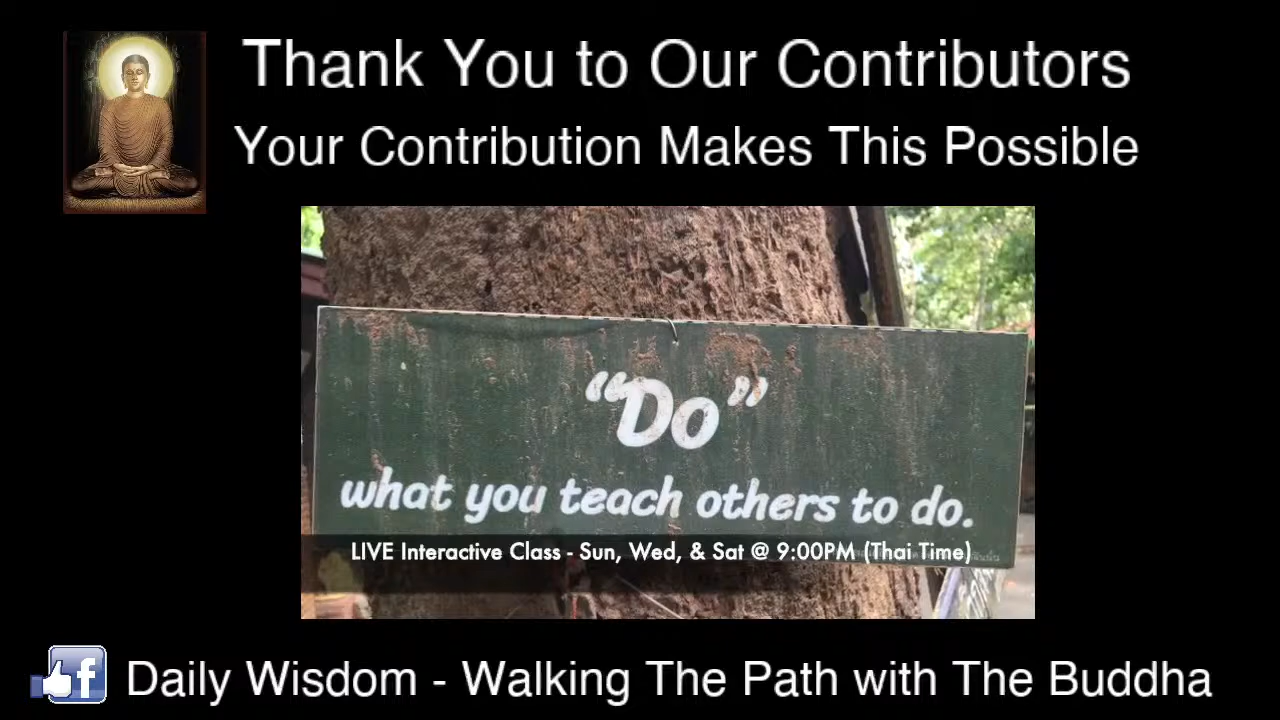 Thank You to Our Contributors
Your Contribution Makes This Possible
“Do”
what you teach others to do.
LIVE Interactive Class - Sun, Wed, & Sat @ 9:00PM (Thai Time)
f Daily Wisdom - Walking The Path with The Buddha